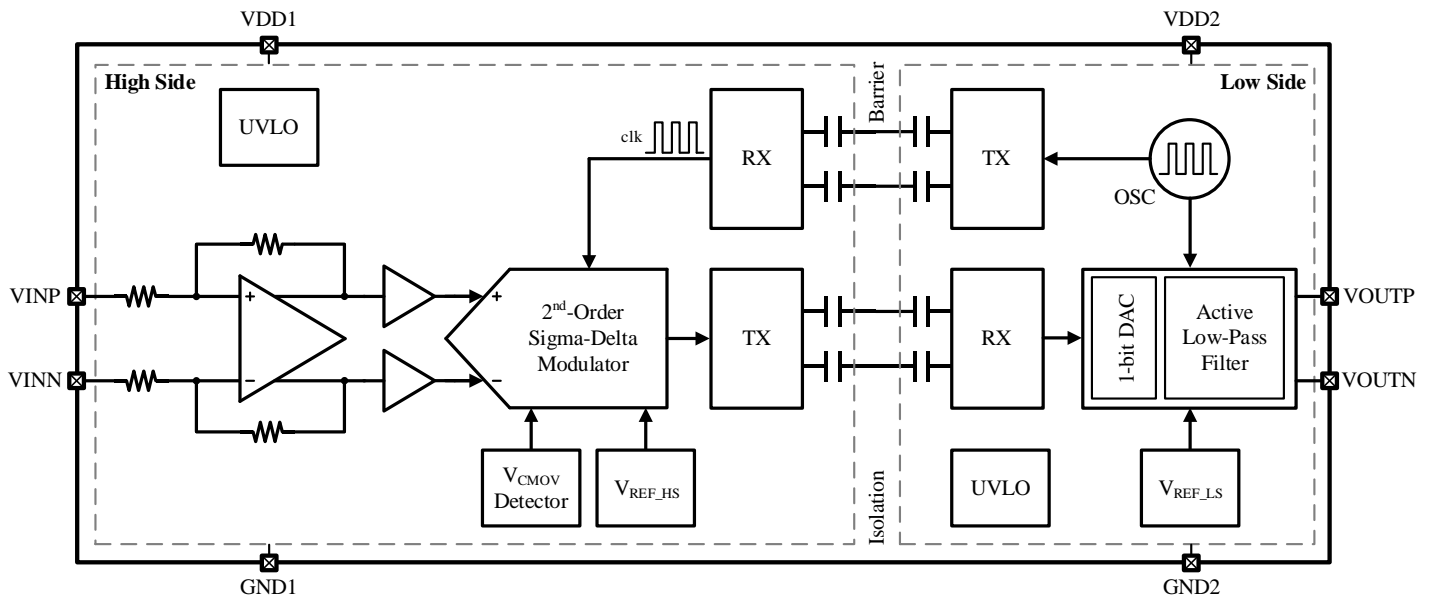 VDD1
VDD2
High Side
Barrier
Low Side
UVLO
clk
RX
TX
OSC
VINP
+
+
2nd-Order
Sigma-Delta
Modulator
TX
RX
1-bit DAC
Active
Low-Pass
Filter
VOUTP
VINN
−
−
VOUTN
VCMOV
Detector
VREF_HS
Isolation
UVLO
VREF_LS
GND1
GND2